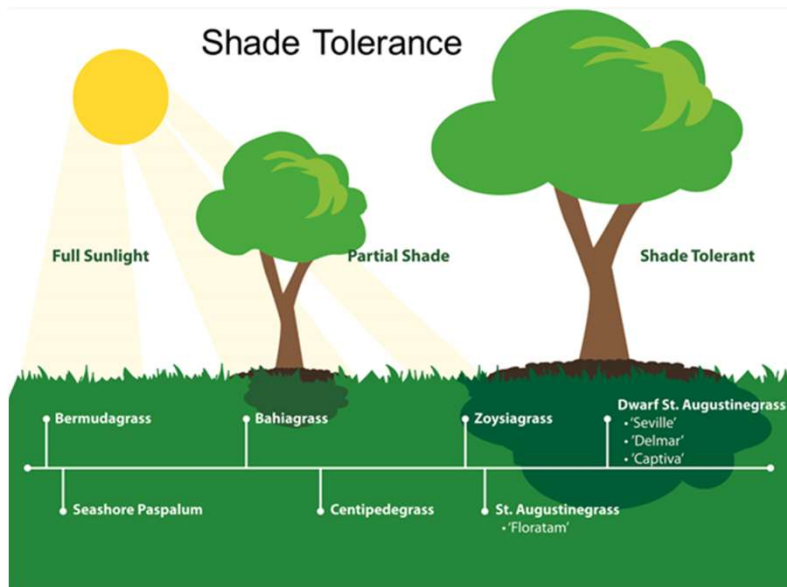 Shade Tolerance
Full Sunlight
Partial Shade
Shade Tolerant
Bermudagrass
Bahiagrass
Zoysiagrass
Dwarf St. Augustinegrass
• 'Seville'
• 'Delmar'
• 'Captiva'
Seashore Paspalum
Centipedegrass
St. Augustinegrass
• 'Floratam'